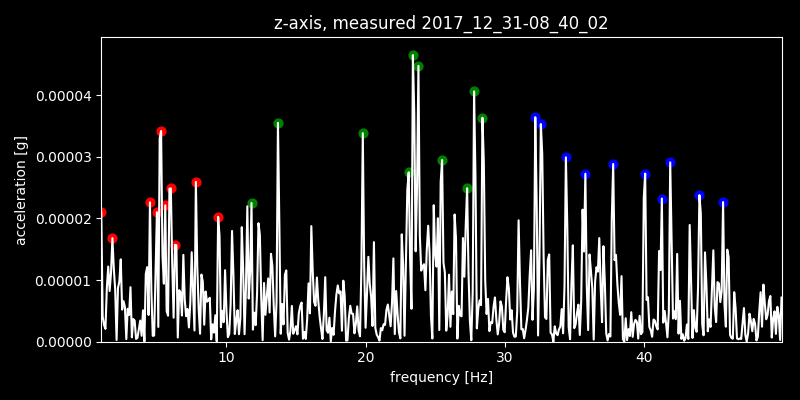 z-axis, measured 2017_12_31-08_40_02
acceleration [g]
0.00004
0.00003
0.00002
0.00001
0.00000
10 20 30 40
frequency [Hz]